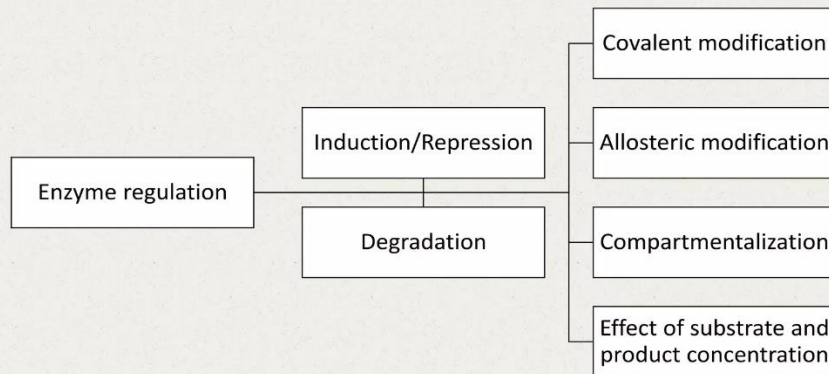 Enzyme regulation
Induction/Repression
Degradation
Covalent modification
Allosteric modification
Compartmentalization
Effect of substrate and
product concentration